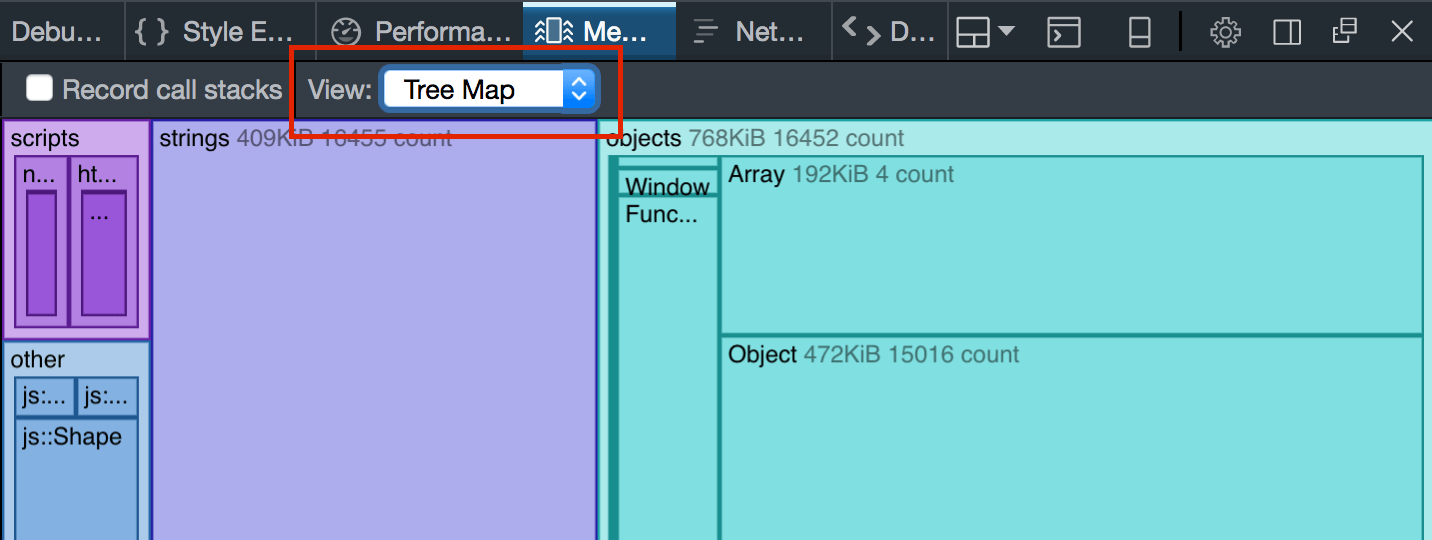 Debu... { } Style E... Performa... Me... Net... D...
Record call stacks View: Tree Map
scripts strings 409KiB 16455 count objects 768KiB 16452 count
n... ht... Window Array 192KiB 4 count
... Func...
other Object 472KiB 15016 count
js:... js:...
js::Shape